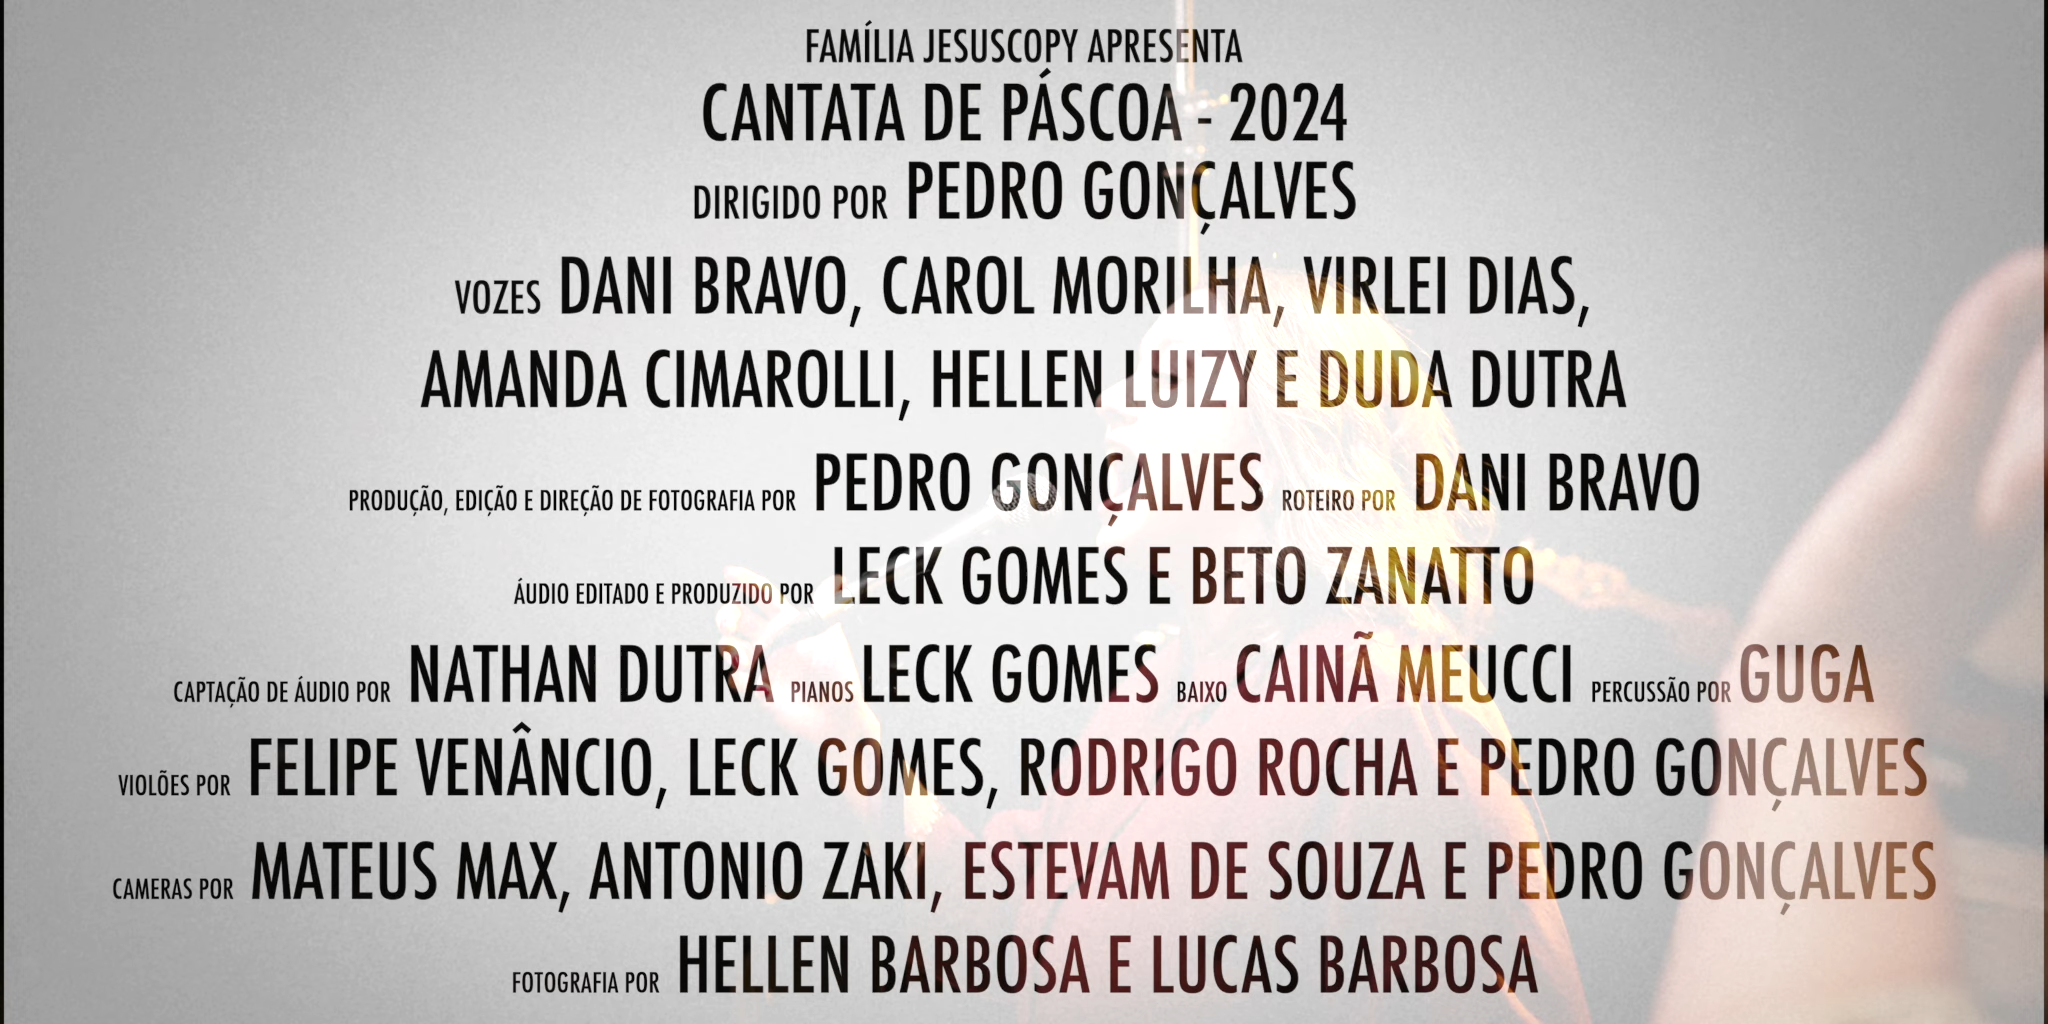 FAMÍLIA JESUSCOPY APRESENTA
CANTATA DE PÁSCOA - 2024
DIRIGIDO POR PEDRO GONÇALVES
VOZES DANI BRAVO, CAROL MORILHA, VIRLEI DIAS,
AMANDA CIMAROLLI, HELLEN LUIZY E DUDA DUTRA
PRODUÇÃO, EDIÇÃO E DIREÇÃO DE FOTOGRAFIA POR PEDRO GONÇALVES ROTEIRO POR DANI BRAVO
ÁUDIO EDITADO E PRODUZIDO POR LECK GOMES E BETO ZANATTO
CAPTAÇÃO DE ÁUDIO POR NATHAN DUTRA PIANOS LECK GOMES BAIXO CAINÃ MEUCCI PERCUSSÃO POR GUGA
VIOLÕES POR FELIPE VENÂNCIO, LECK GOMES, RODRIGO ROCHA E PEDRO GONÇALVES
CAMERAS POR MATEUS MAX, ANTONIO ZAKI, ESTEVAM DE SOUZA E PEDRO GONÇALVES
FOTOGRAFIA POR HELLEN BARBOSA E LUCAS BARBOSA